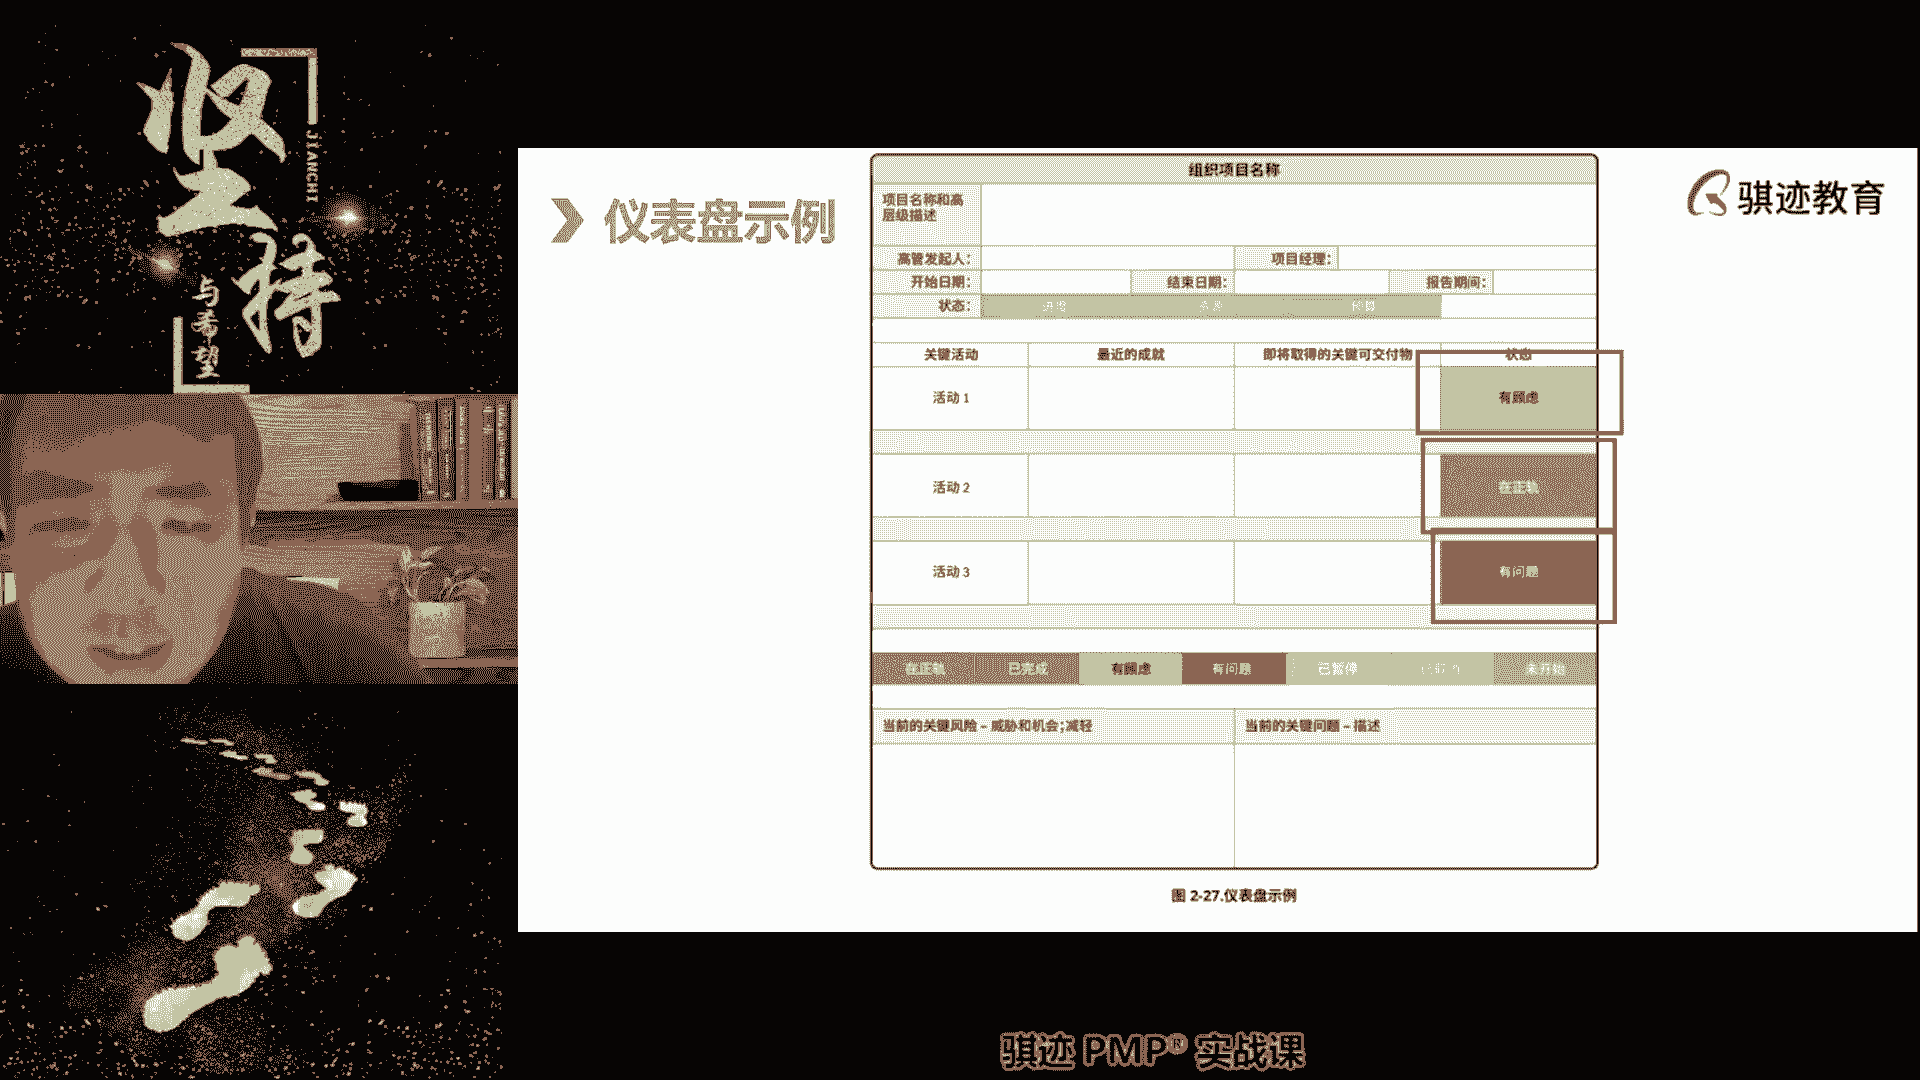 坚持
JIANCHI
与希望
仪表盘示例
骐迹教育
组织项目名称
项目名称和高
层级描述
高管发起人:
项目经理:
开始日期:
结束日期:
报告期间:
状态:
关键活动
最近的成就
即将取得的关键可交付物
状态
活动 1
有顾虑
活动 2
在正轨
活动 3
有问题
在正轨
已完成
有顾虑
有问题
已暂停
未开始
当前的关键风险 – 威胁和机会;减轻
当前的关键问题 – 描述
图 2-27.仪表盘示例
骐迹 PMP® 实战课